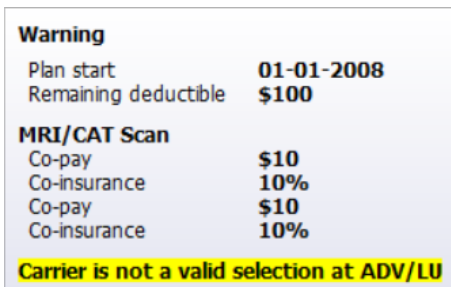 Warning
Plan start 01-01-2008
Remaining deductible $100
MRI/CAT Scan
Co-pay $10
Co-insurance 10%
Co-pay $10
Co-insurance 10%
Carrier is not a valid selection at ADV/LU